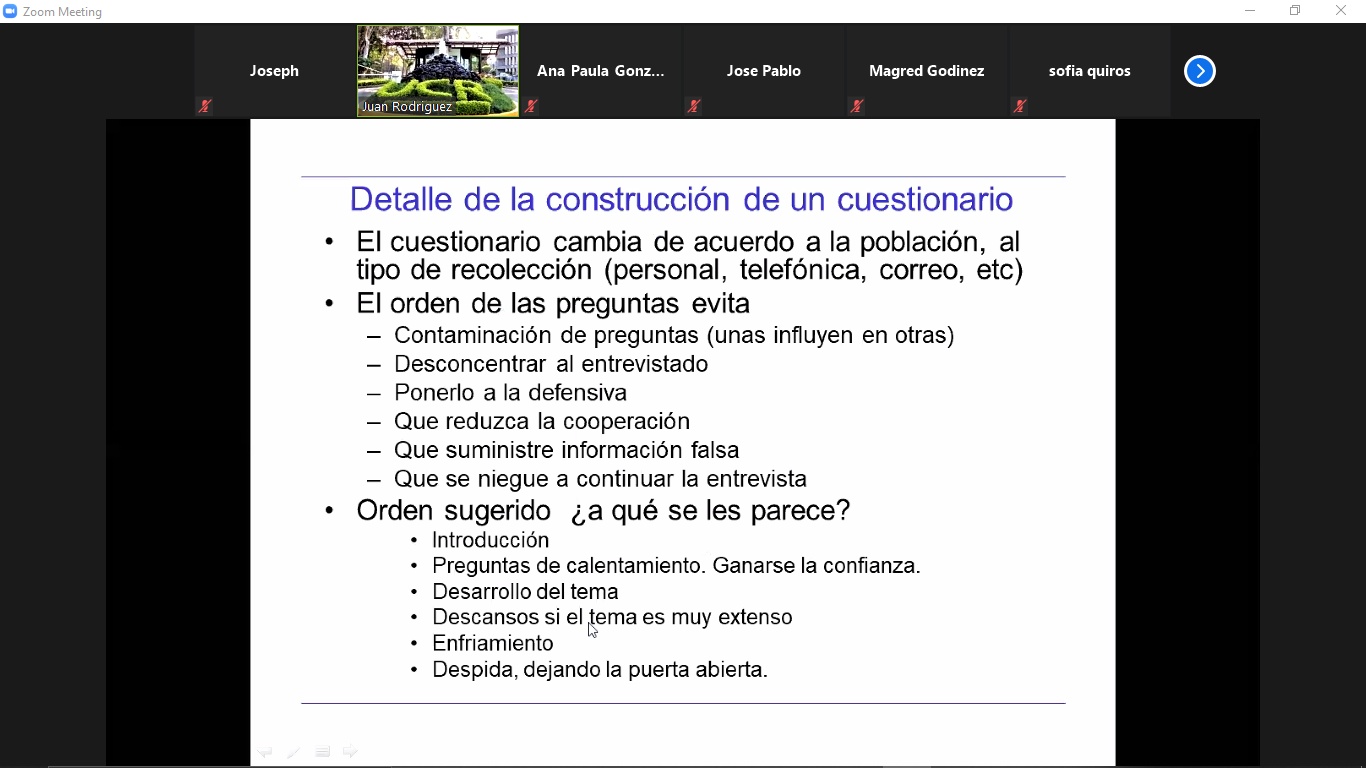 Zoom Meeting
Joseph
Juan Rodriguez
Ana Paula Gonz...
Jose Pablo
Magred Godinez
sofia quiros
Detalle de la construcción de un cuestionario
• El cuestionario cambia de acuerdo a la población, al
tipo de recolección (personal, telefónica, correo, etc)
• El orden de las preguntas evita
– Contaminación de preguntas (unas influyen en otras)
– Desconcentrar al entrevistado
– Ponerlo a la defensiva
– Que reduzca la cooperación
– Que suministre información falsa
– Que se niegue a continuar la entrevista
• Orden sugerido ¿a qué se les parece?
• Introducción
• Preguntas de calentamiento. Ganarse la confianza.
• Desarrollo del tema
• Descansos si el tema es muy extenso
• Enfriamiento
• Despida, dejando la puerta abierta.